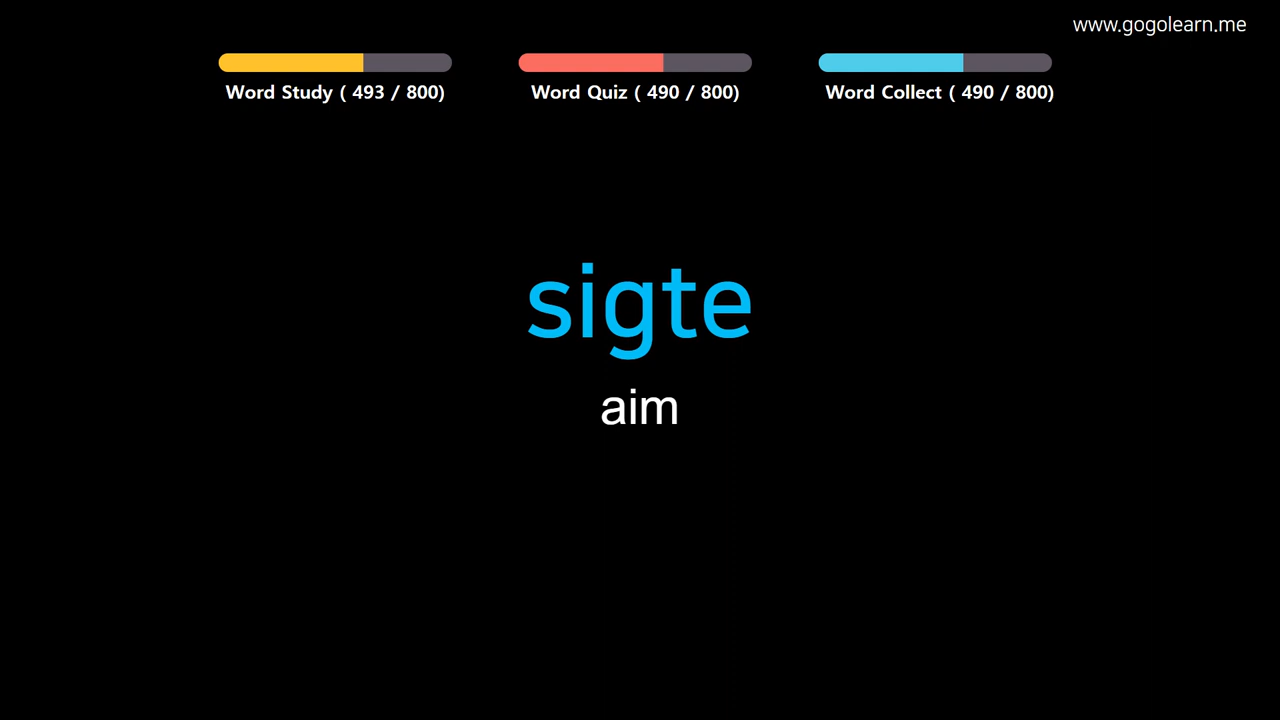 www.gogolearn.me
Word Study ( 493 / 800)
Word Quiz ( 490 / 800)
Word Collect ( 490 / 800)
sigte
aim